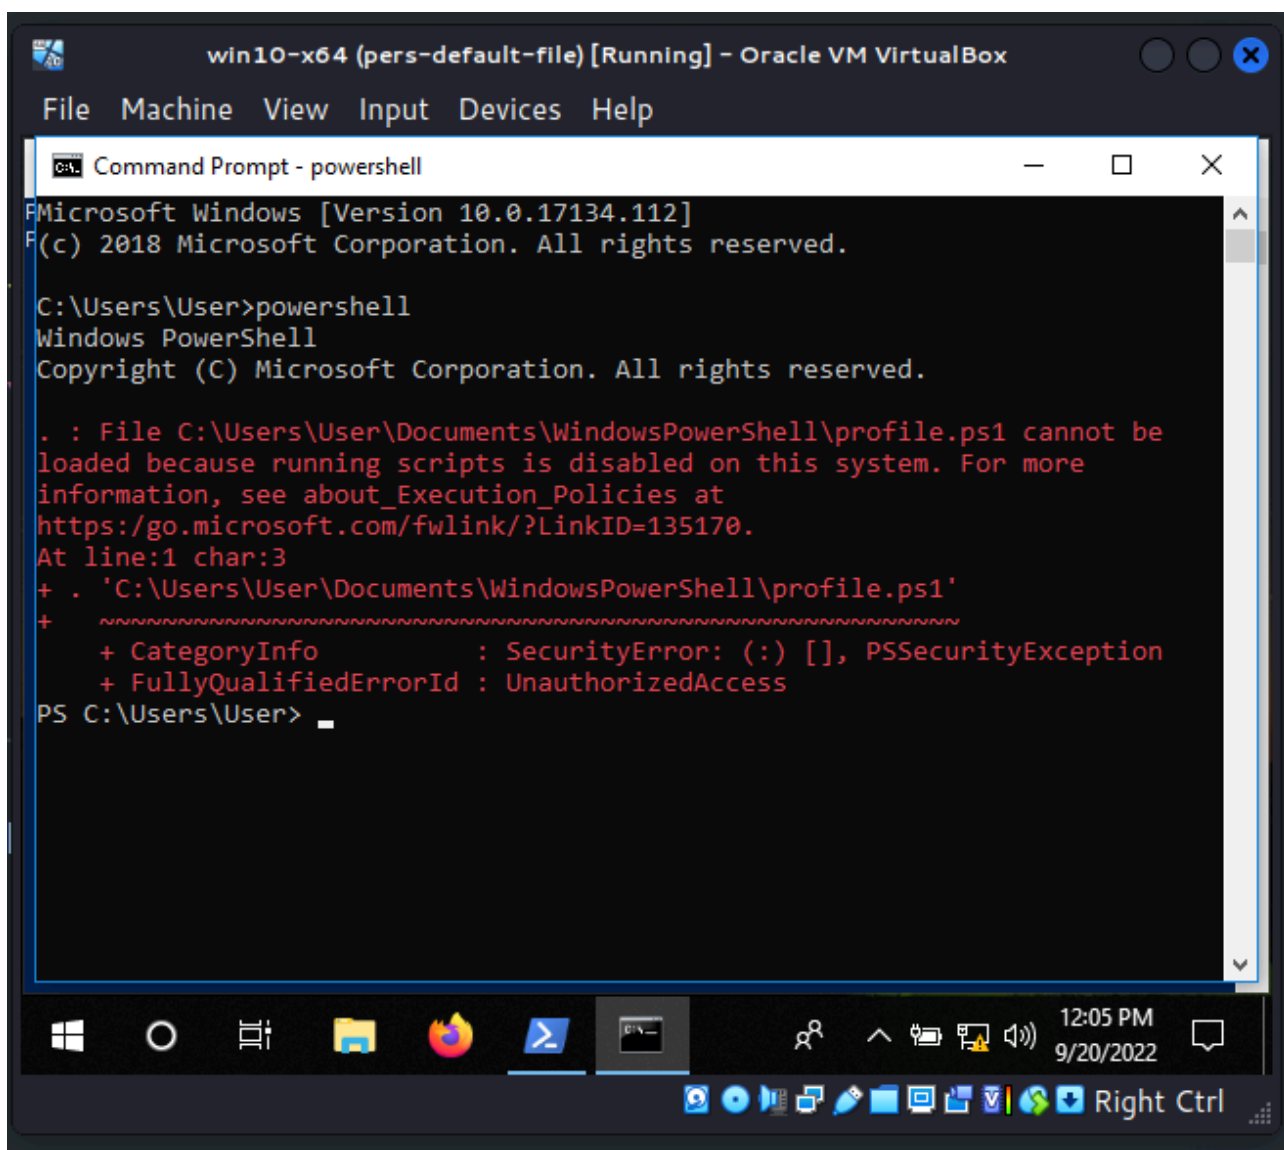 win10-x64 (pers-default-file) [Running] - Oracle VM VirtualBox
File Machine View Input Devices Help
Command Prompt - powershell
Microsoft Windows [Version 10.0.17134.112]
(c) 2018 Microsoft Corporation. All rights reserved.
C:\Users\User>powershell
Windows PowerShell
Copyright (C) Microsoft Corporation. All rights reserved.
. : File C:\Users\User\Documents\WindowsPowerShell\profile.ps1 cannot be
loaded because running scripts is disabled on this system. For more
information, see about_Execution_Policies at
https:/go.microsoft.com/fwlink/?LinkID=135170.
At line:1 char:3
+ . 'C:\Users\User\Documents\WindowsPowerShell\profile.ps1'
+   ~~~~~~~~~~~~~~~~~~~~~~~~~~~~~~~~~~~~~~~~~~~~~~~~~~~~~~~
    + CategoryInfo          : SecurityError: (:) [], PSSecurityException
    + FullyQualifiedErrorId : UnauthorizedAccess
PS C:\Users\User> _
12:05 PM
9/20/2022
Right Ctrl